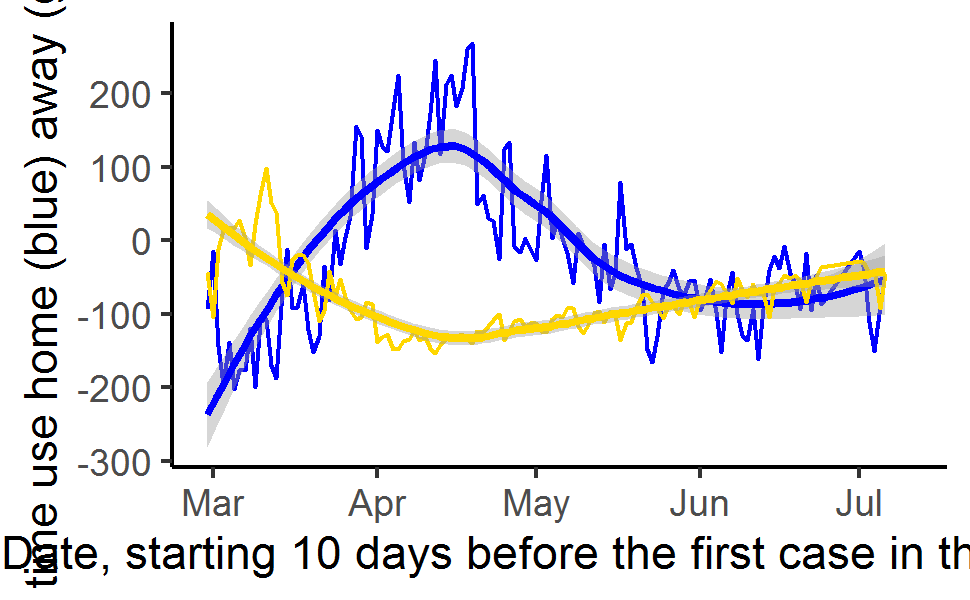 time use home (blue) away (g
200
100
0
-100
-200
-300
Mar Apr May Jun Jul
Date, starting 10 days before the first case in th